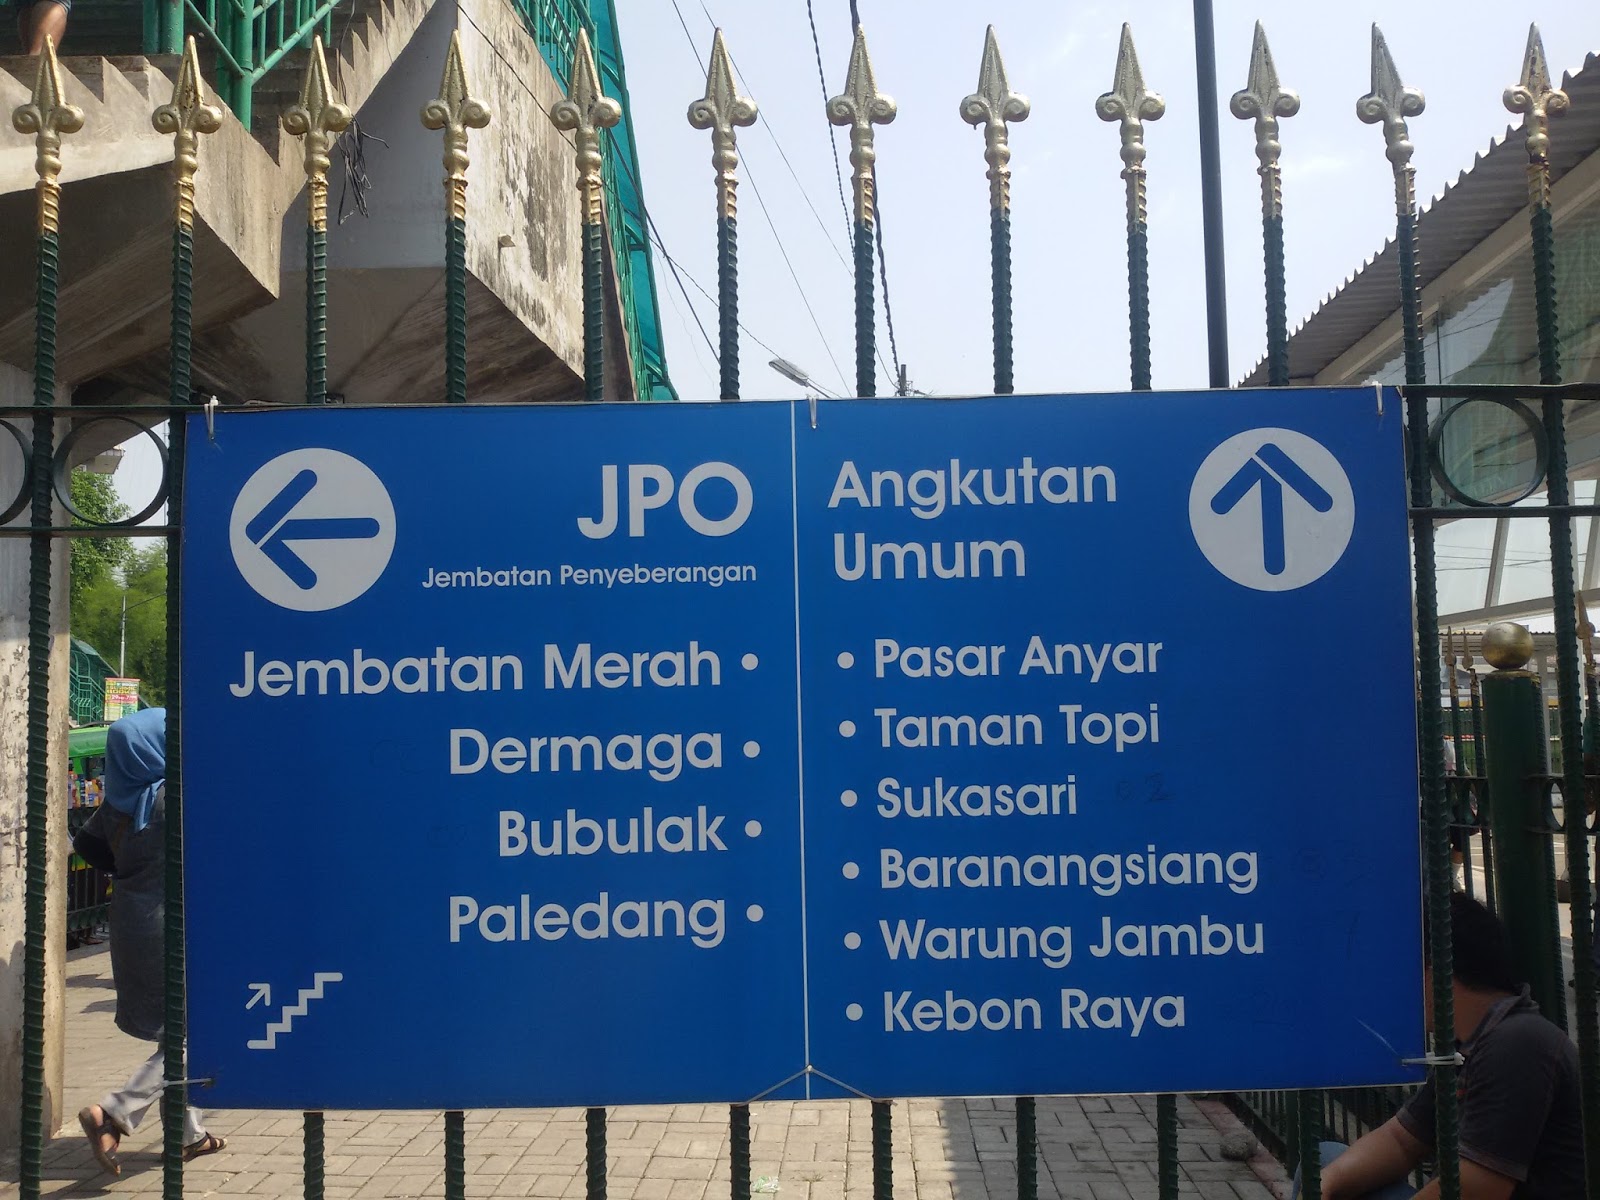 JPO
Jembatan Penyeberangan
Jembatan Merah •
Dermaga •
Bubulak •
Paledang •
Angkutan
Umum
• Pasar Anyar
• Taman Topi
• Sukasari
• Baranangsiang
• Warung Jambu
• Kebon Raya